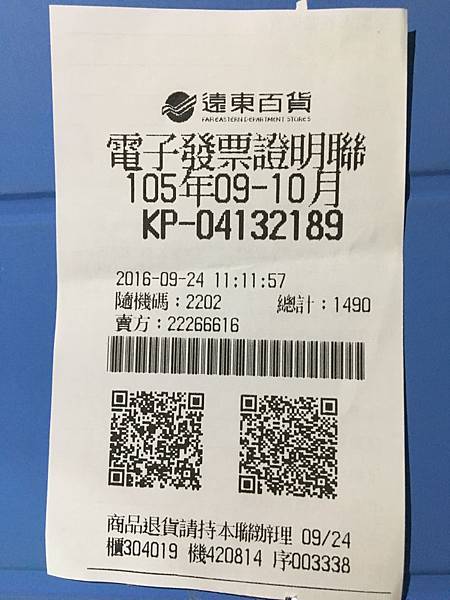 遠東百貨
FAR EASTERN DEPARTMENT STORES
電子發票證明聯
105年09-10月
KP-04132189
2016-09-24 11:11:57
隨機碼：2202 總計：1490
賣方：22266616
商品退貨請持本聯辦理 09/24
櫃304019 機420814 序003338